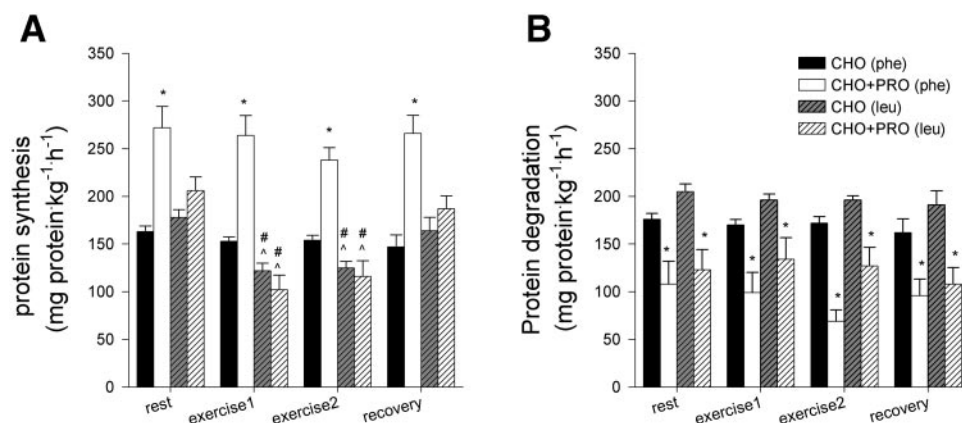 A
protein synthesis
(mg protein·kg⁻¹·h⁻¹)
350
300
250
200
150
100
50
0
*
*
*
*
#
^
#
^
#
^
#
^
rest
exercise1
exercise2
recovery
B
Protein degradation
(mg protein·kg⁻¹·h⁻¹)
350
300
250
200
150
100
50
0
CHO (phe)
CHO+PRO (phe)
CHO (leu)
CHO+PRO (leu)
*
*
*
*
*
*
*
*
rest
exercise1
exercise2
recovery